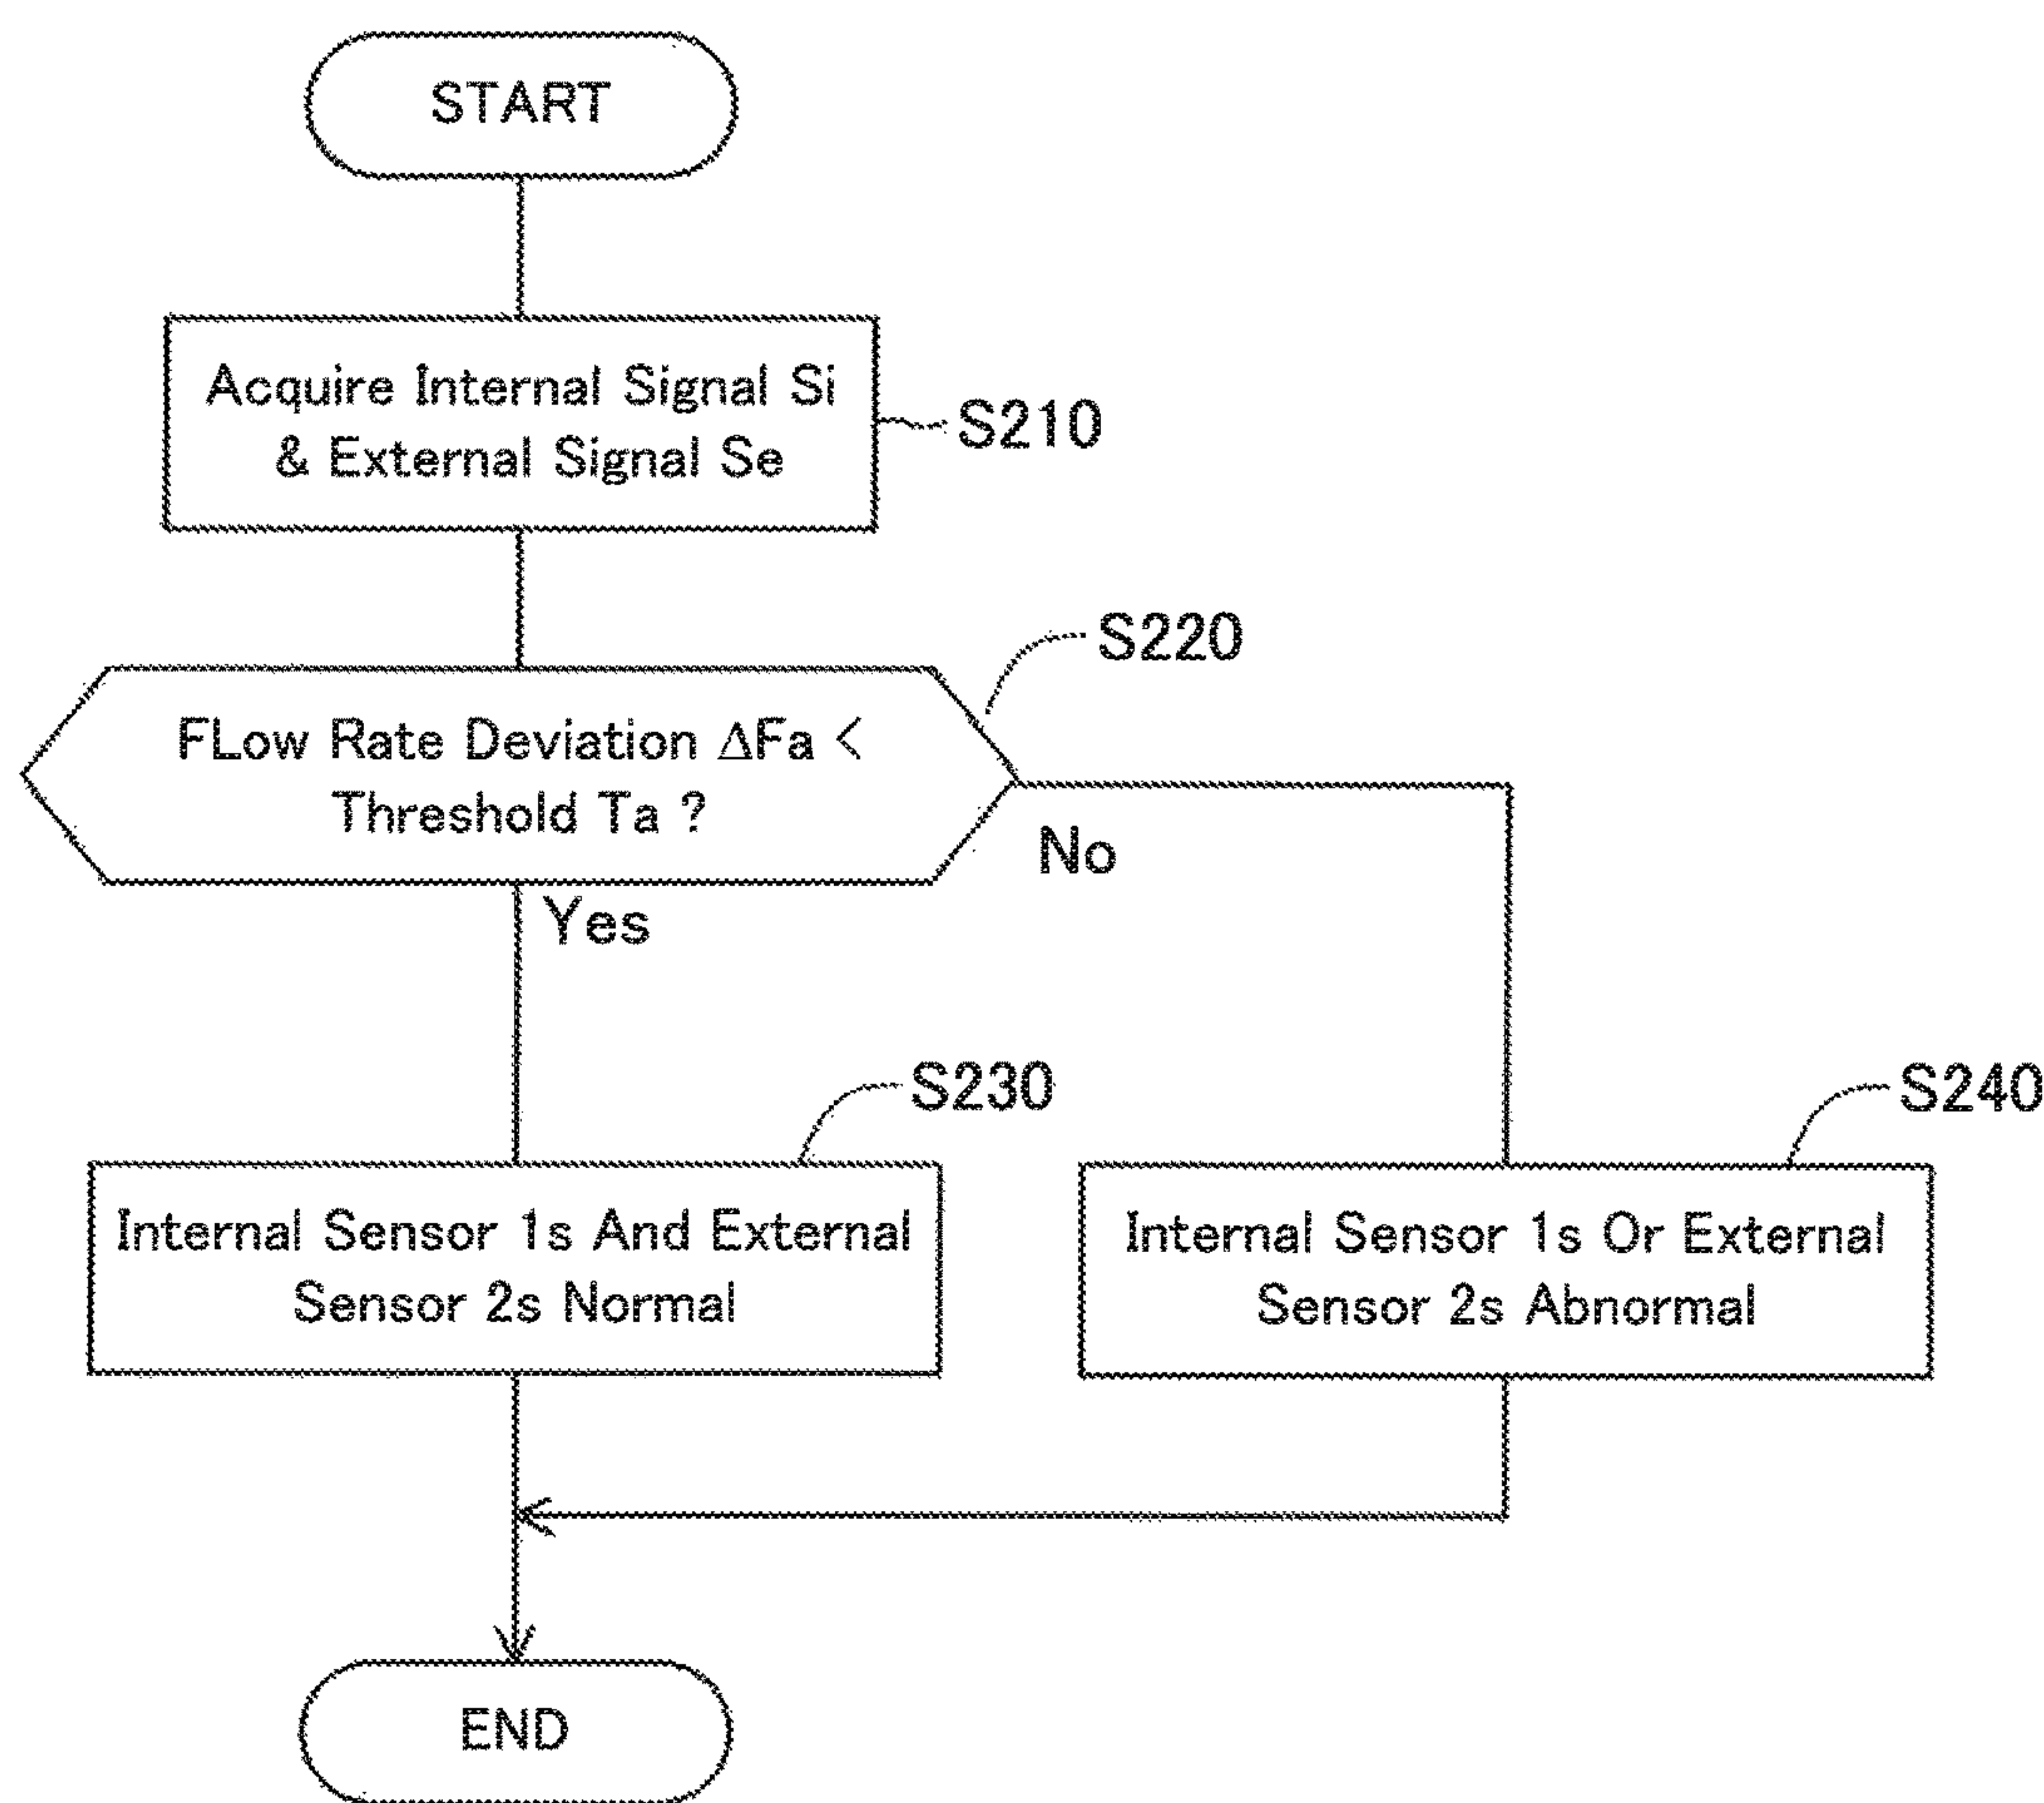 START
Acquire Internal Signal Si
& External Signal Se
S210
S220
FLow Rate Deviation ΔFa <
Threshold Ta ?
No
Yes
S230
S240
Internal Sensor 1s And External
Sensor 2s Normal
Internal Sensor 1s Or External
Sensor 2s Abnormal
END